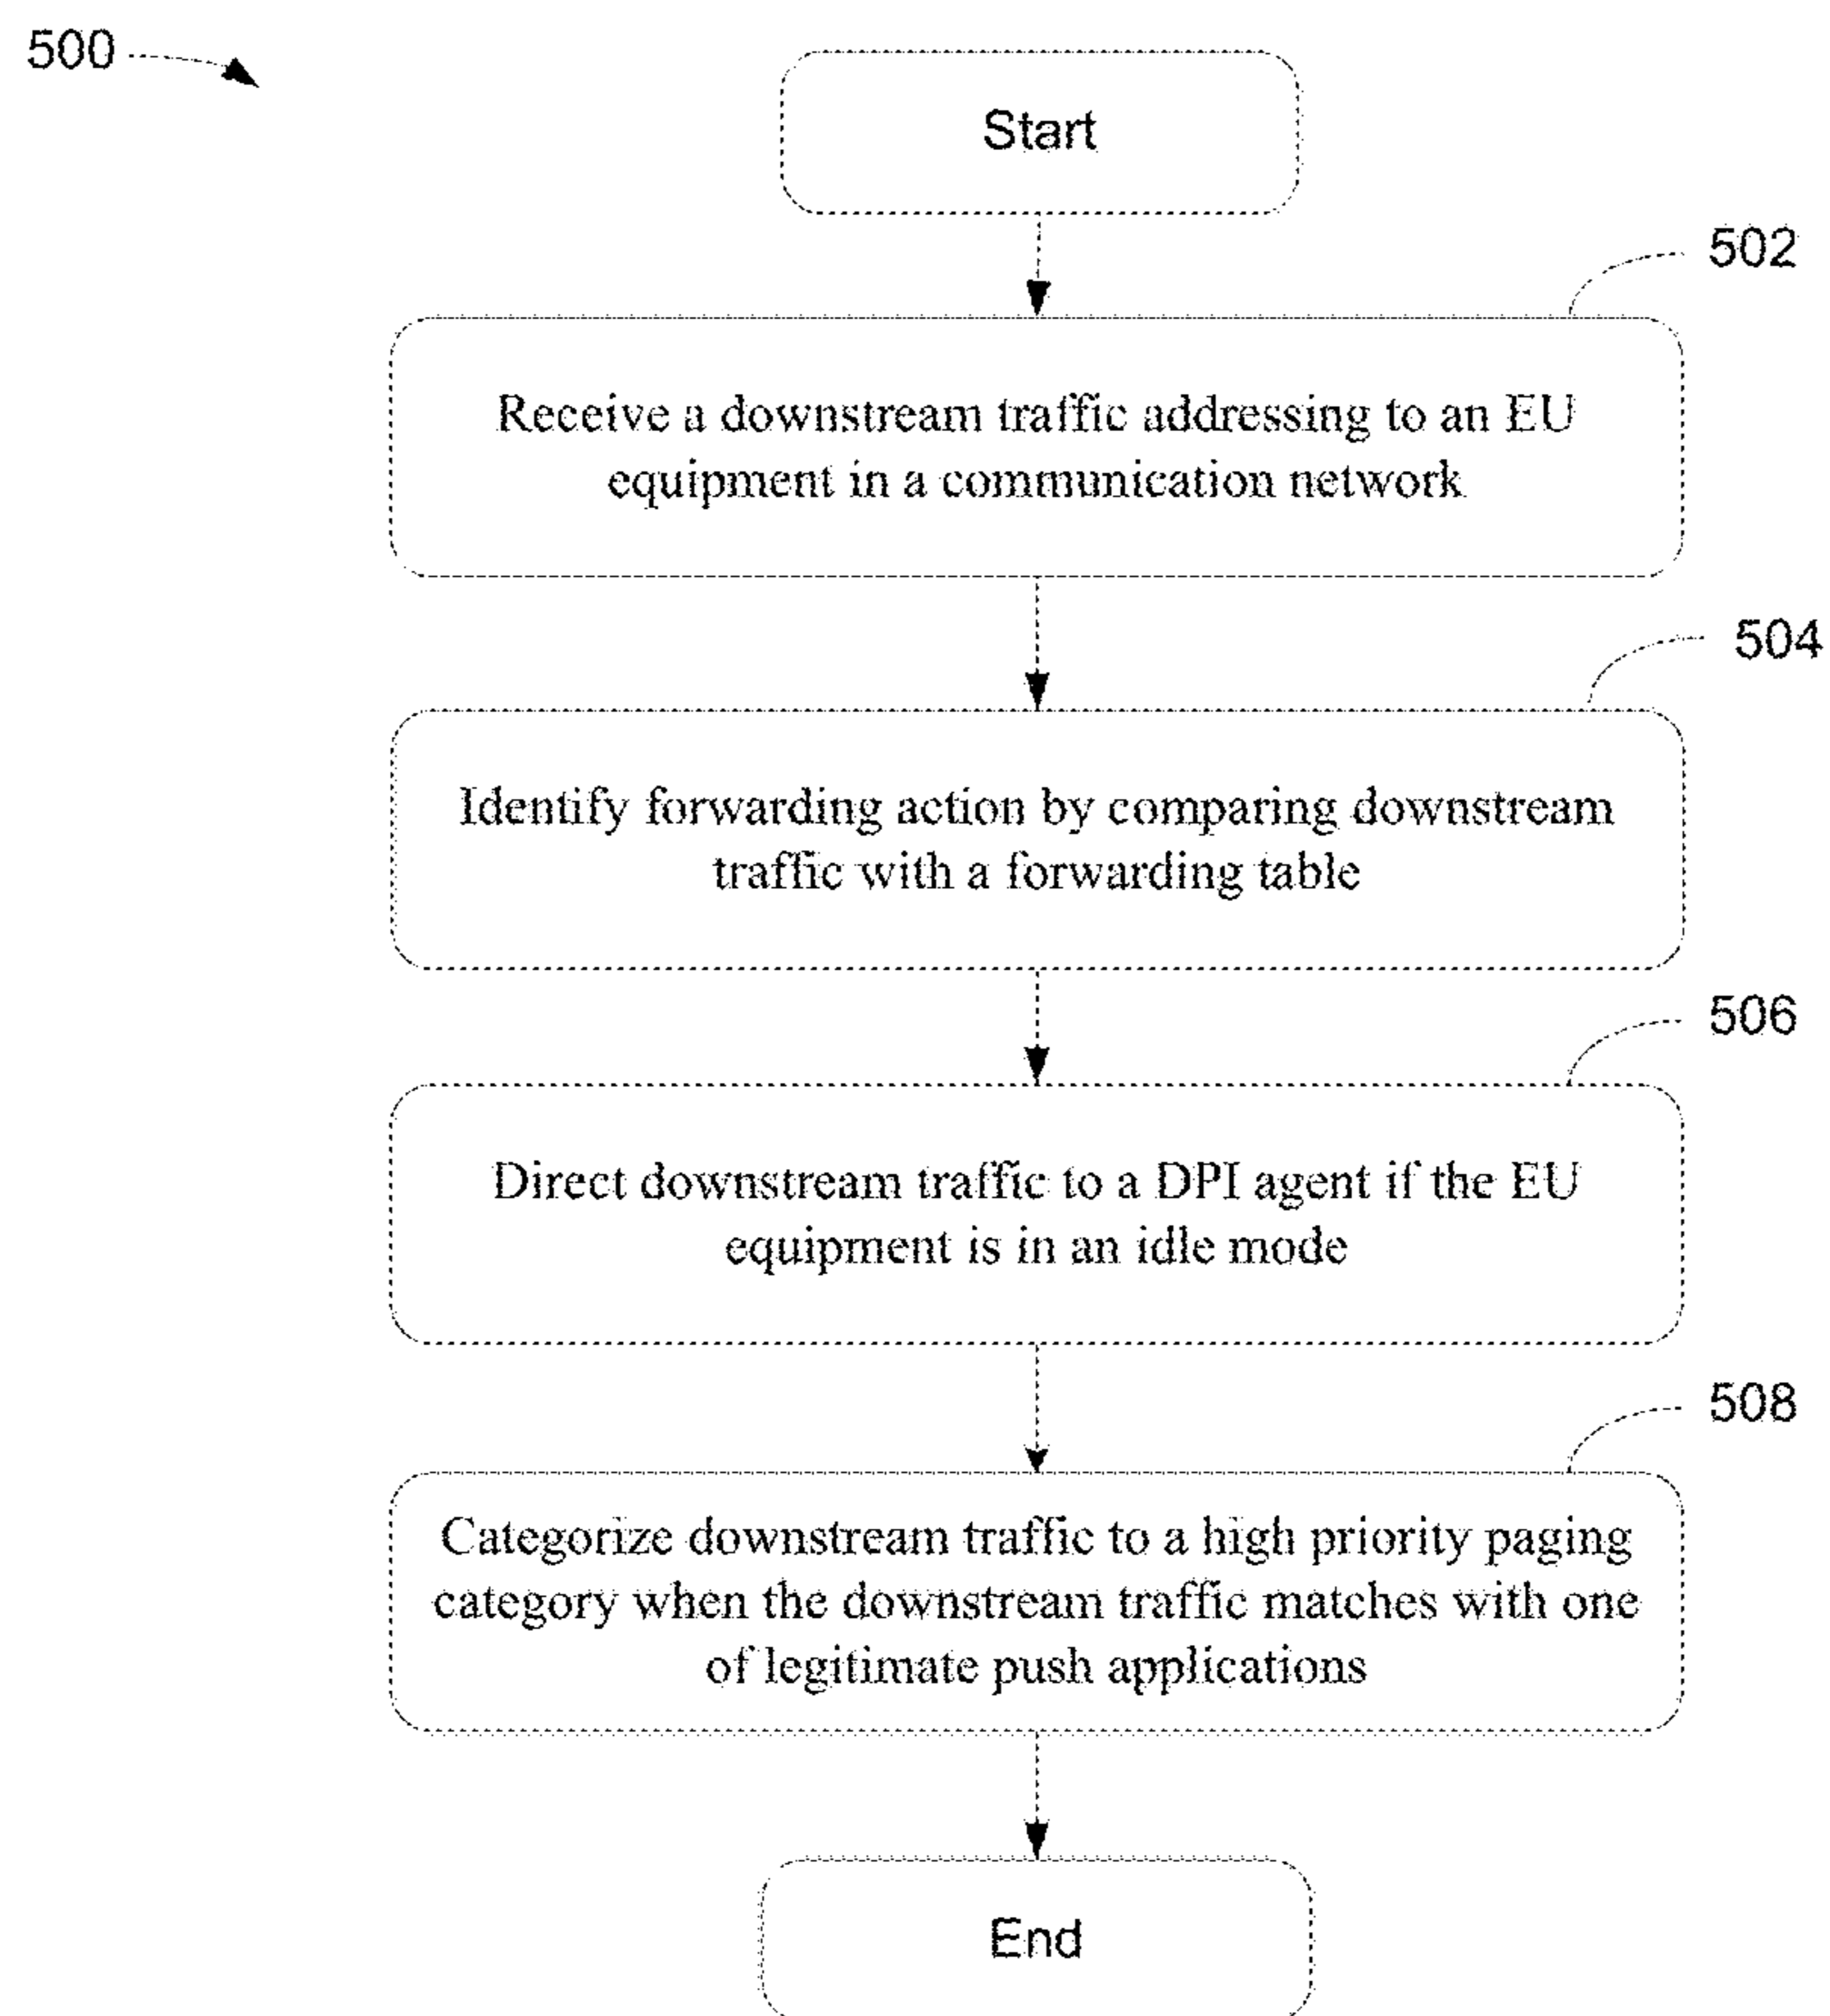 500
Start
502
Receive a downstream traffic addressing to an EU
equipment in a communication network
504
Identify forwarding action by comparing downstream
traffic with a forwarding table
506
Direct downstream traffic to a DPI agent if the EU
equipment is in an idle mode
508
Categorize downstream traffic to a high priority paging
category when the downstream traffic matches with one
of legitimate push applications
End